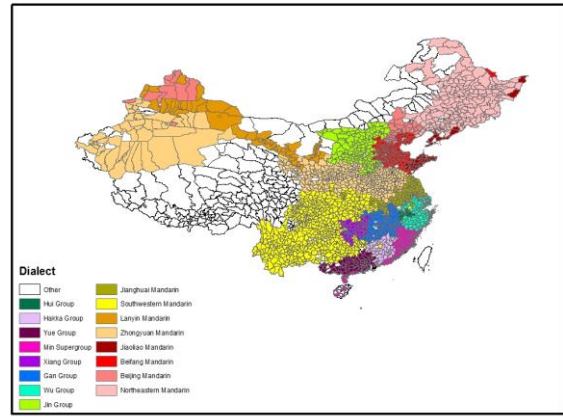 Dialect
Other
Hui Group
Hakka Group
Yue Group
Min Supergroup
Xiang Group
Gan Group
Wu Group
Jin Group
Jianghuai Mandarin
Southwestern Mandarin
Lanyin Mandarin
Zhongyuan Mandarin
Jiaoliao Mandarin
Beifang Mandarin
Beijing Mandarin
Northeastern Mandarin